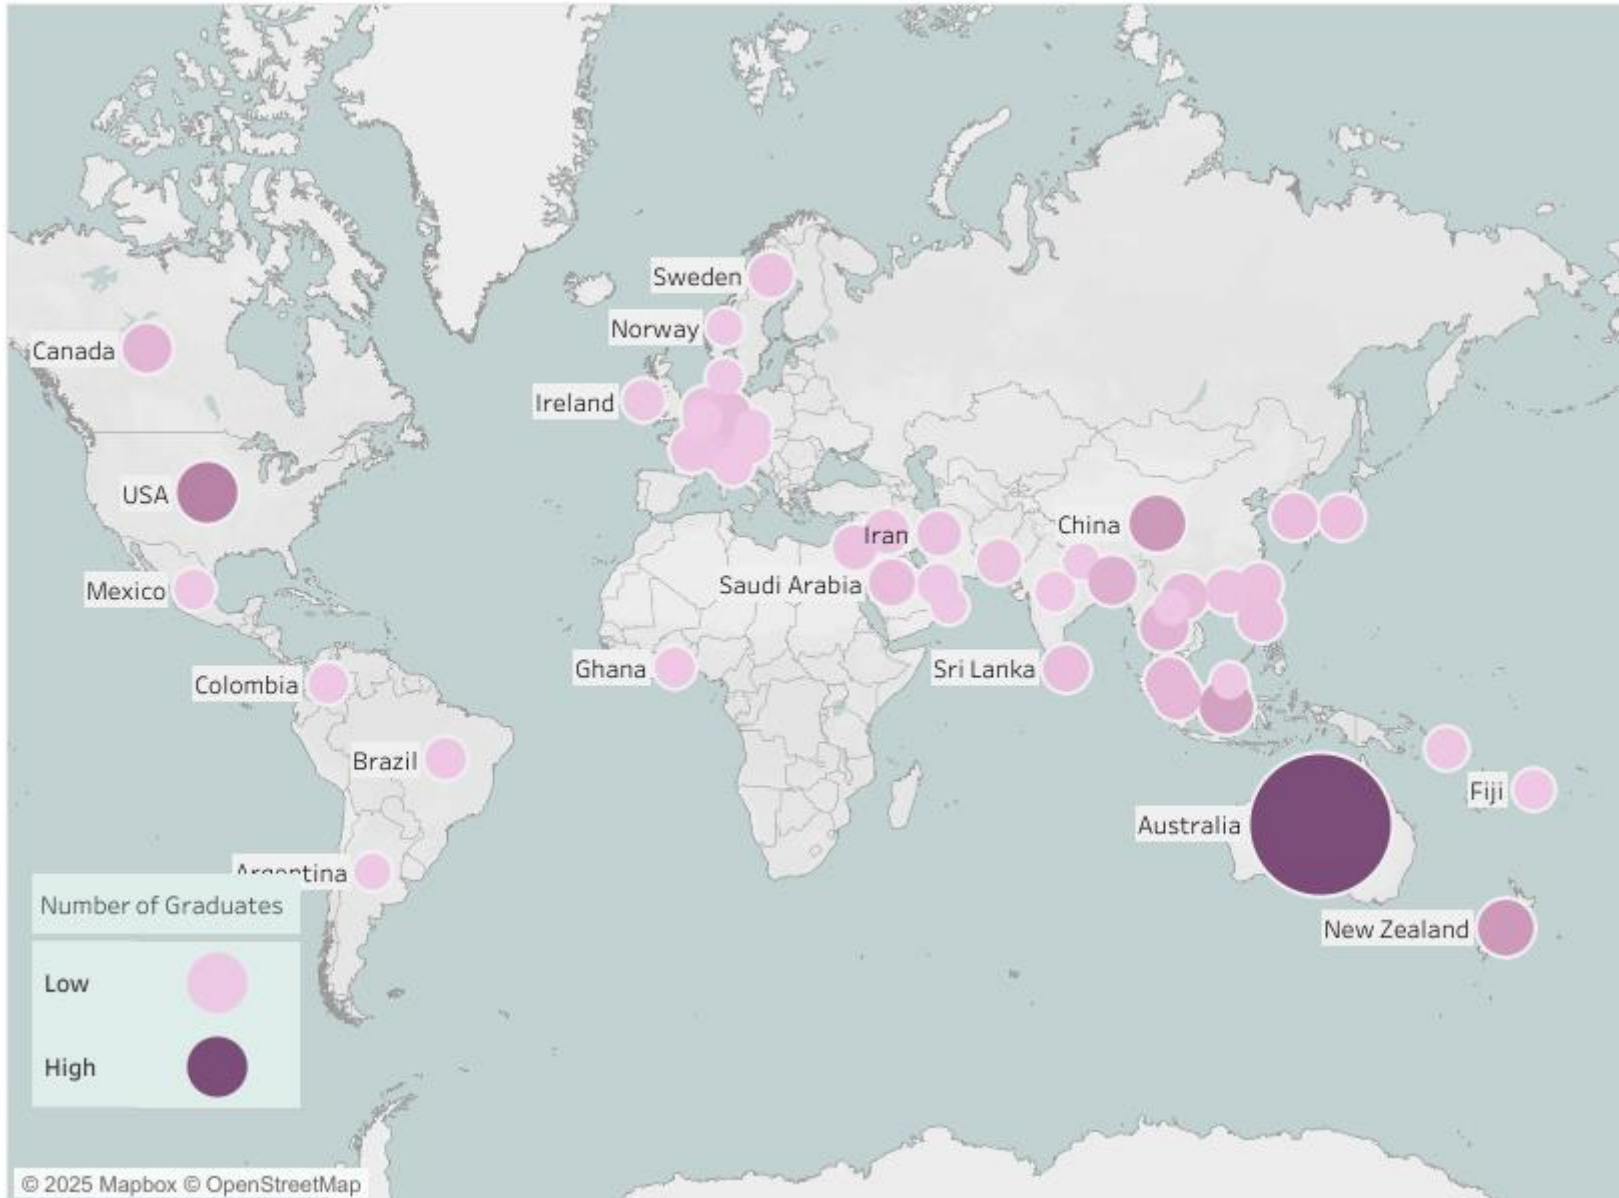 Sweden
Norway
Canada
Ireland
USA
China
Iran
Mexico
Saudi Arabia
Ghana
Sri Lanka
Colombia
Brazil
Fiji
Australia
Argentina
Number of Graduates
New Zealand
Low
High
© 2025 Mapbox © OpenStreetMap